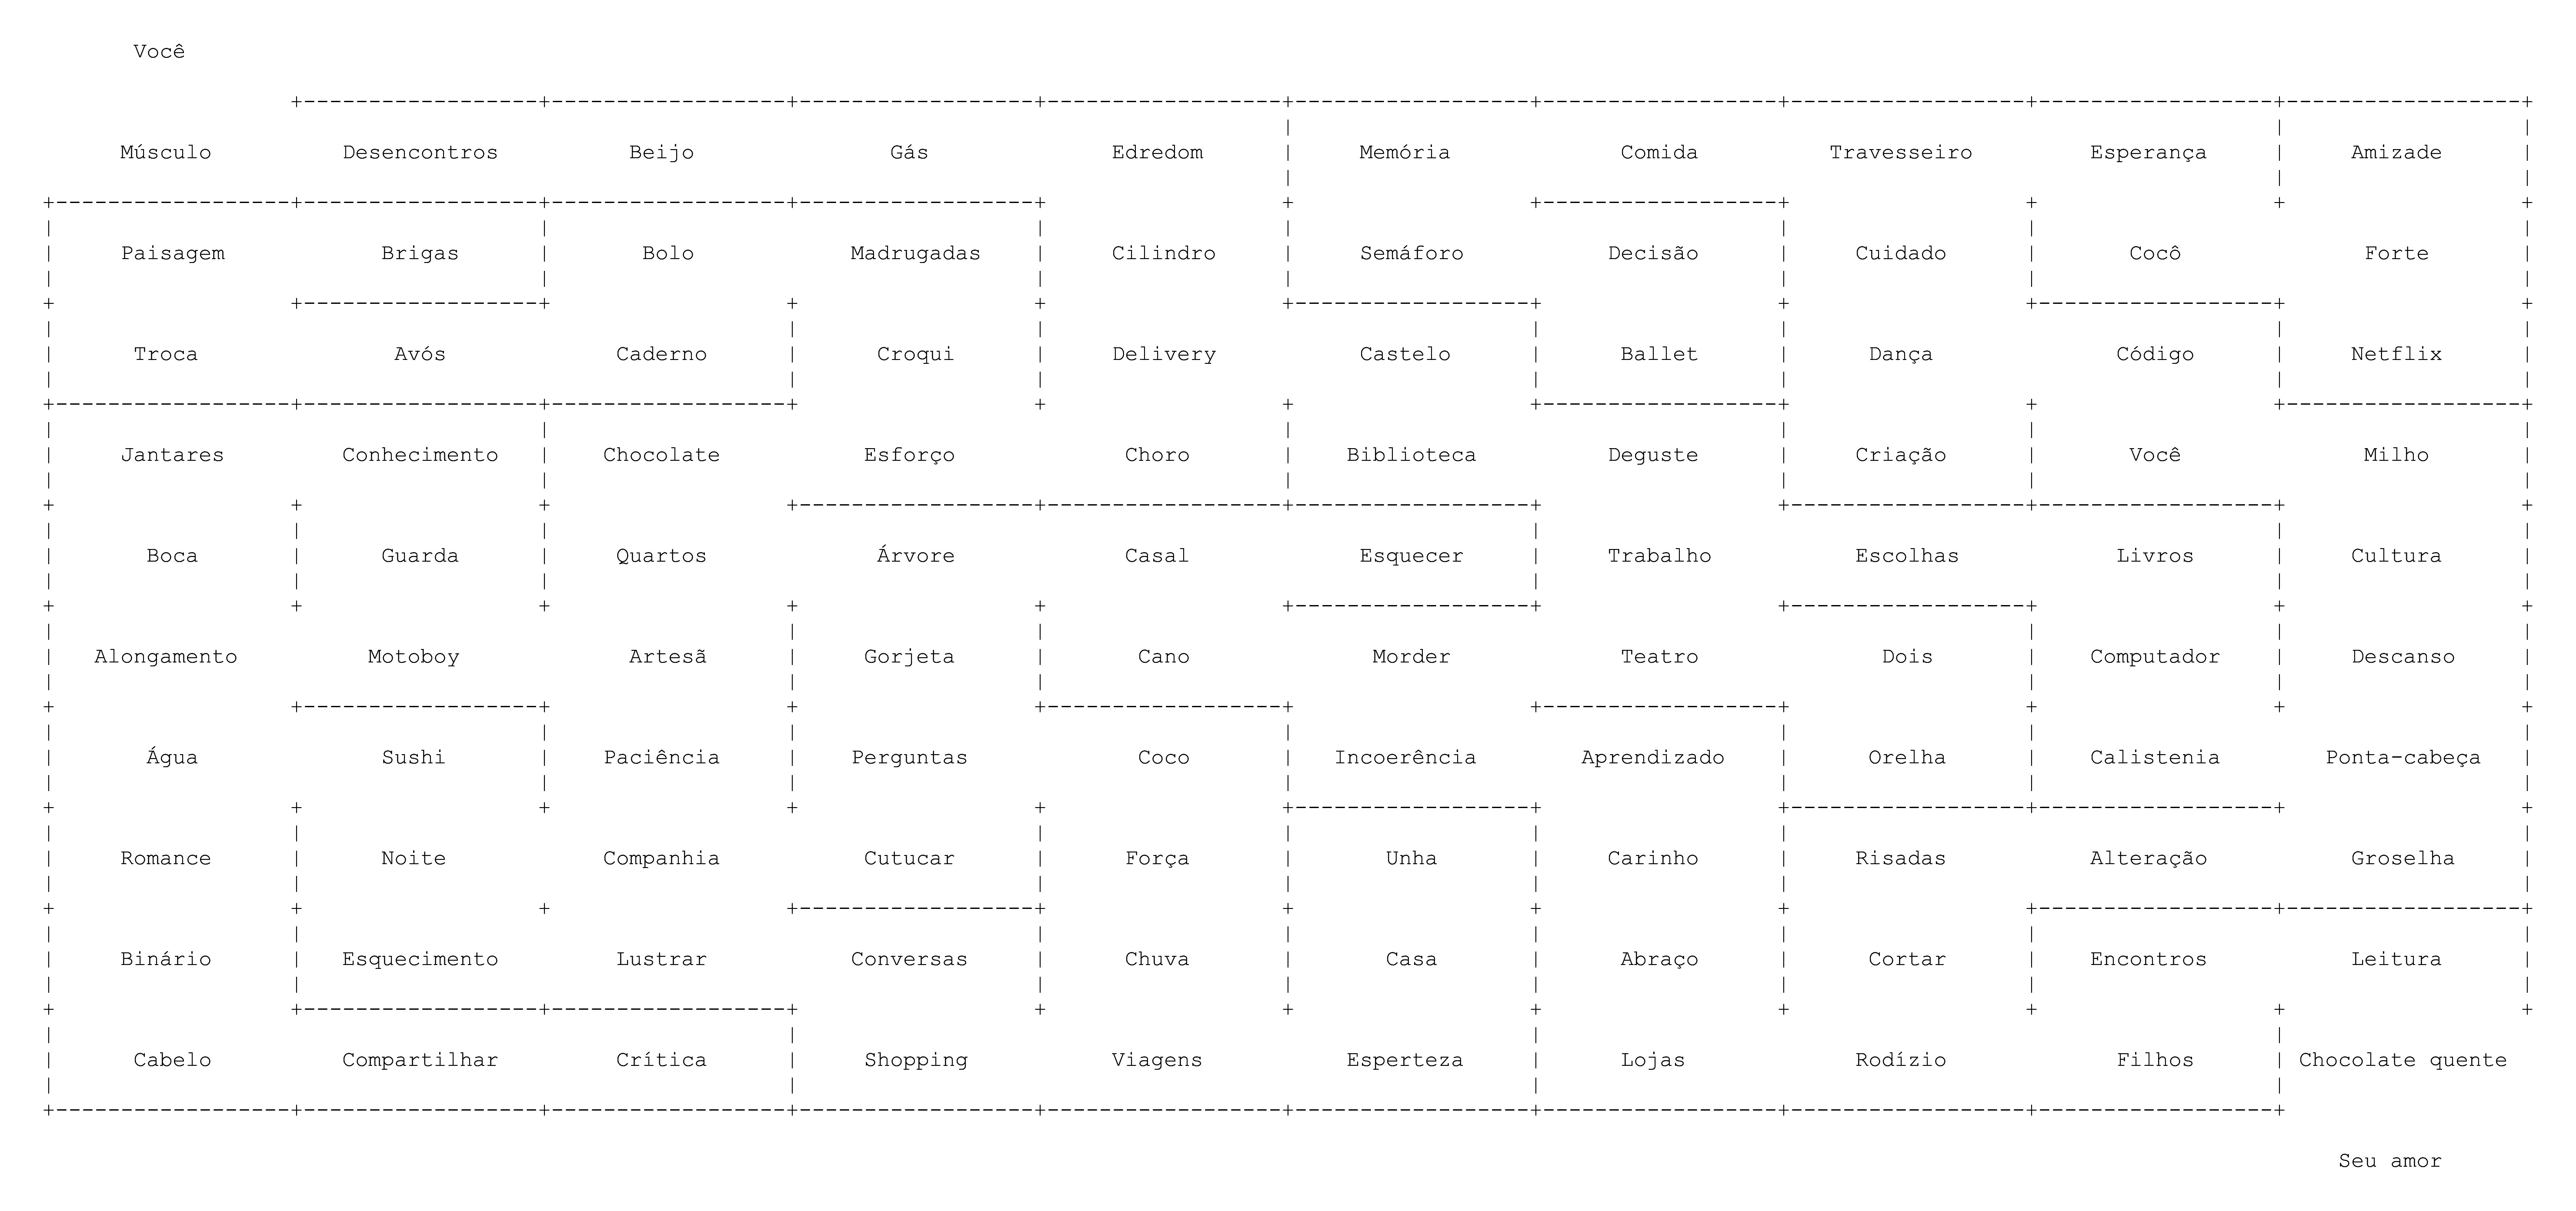 Você
Músculo Desencontros Beijo Gás Edredom Memória Comida Travesseiro Esperança Amizade
Paisagem Brigas Bolo Madrugadas Cilindro Semáforo Decisão Cuidado Cocô Forte
Troca Avós Caderno Croqui Delivery Castelo Ballet Dança Código Netflix
Jantares Conhecimento Chocolate Esforço Choro Biblioteca Deguste Criação Você Milho
Boca Guarda Quartos Árvore Casal Esquecer Trabalho Escolhas Livros Cultura
Alongamento Motoboy Artesã Gorjeta Cano Morder Teatro Dois Computador Descanso
Água Sushi Paciência Perguntas Coco Incoerência Aprendizado Orelha Calistenia Ponta-cabeça
Romance Noite Companhia Cutucar Força Unha Carinho Risadas Alteração Groselha
Binário Esquecimento Lustrar Conversas Chuva Casa Abraço Cortar Encontros Leitura
Cabelo Compartilhar Crítica Shopping Viagens Esperteza Lojas Rodízio Filhos Chocolate quente
Seu amor